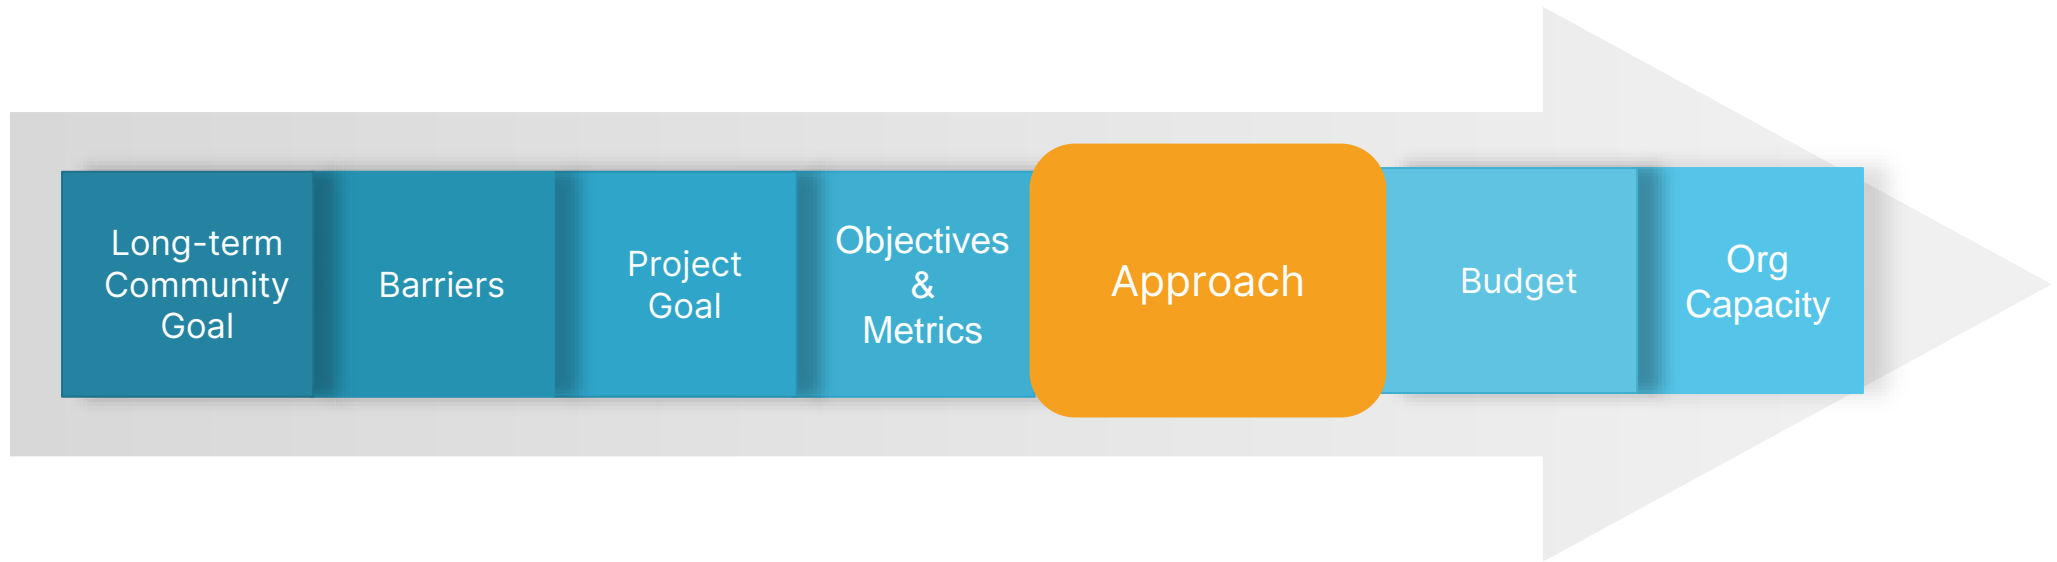 Long-term
Community
Goal
Barriers
Project
Goal
Objectives
&
Metrics
Approach
Budget
Org
Capacity